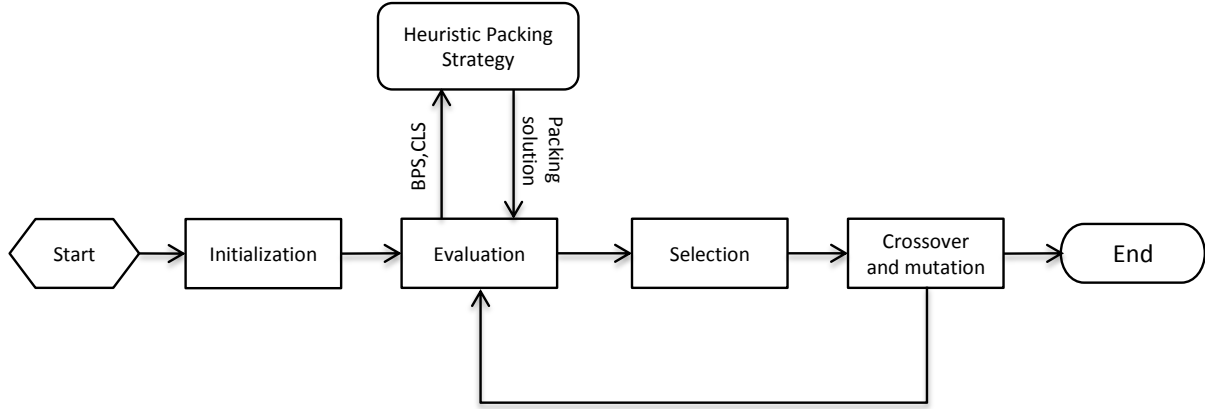 Heuristic Packing
Strategy
BPS,CLS
Packing
solution
Start
Initialization
Evaluation
Selection
Crossover
and mutation
End